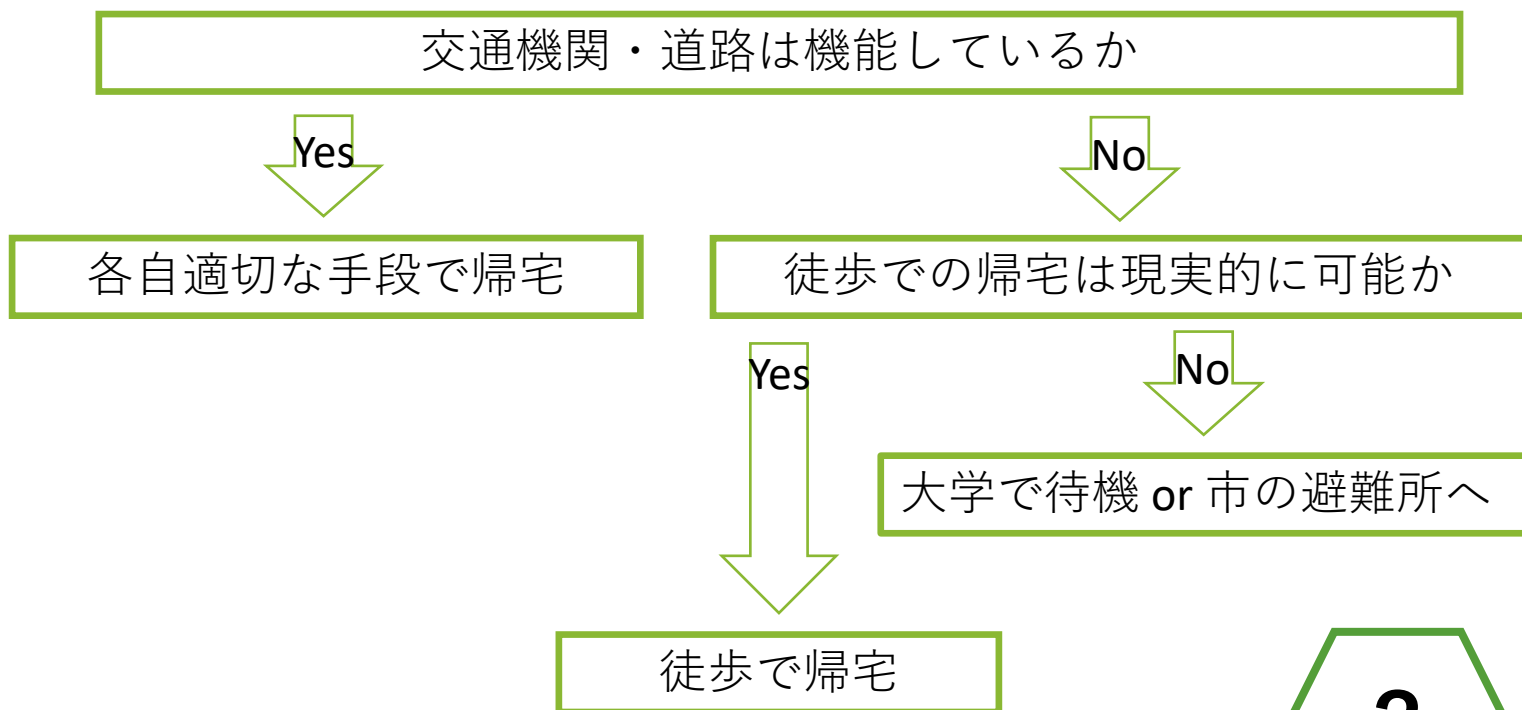 交通機関・道路は機能しているか
Yes
No
各自適切な手段で帰宅
徒歩での帰宅は現実的に可能か
Yes
No
大学で待機 or 市の避難所へ
徒歩で帰宅